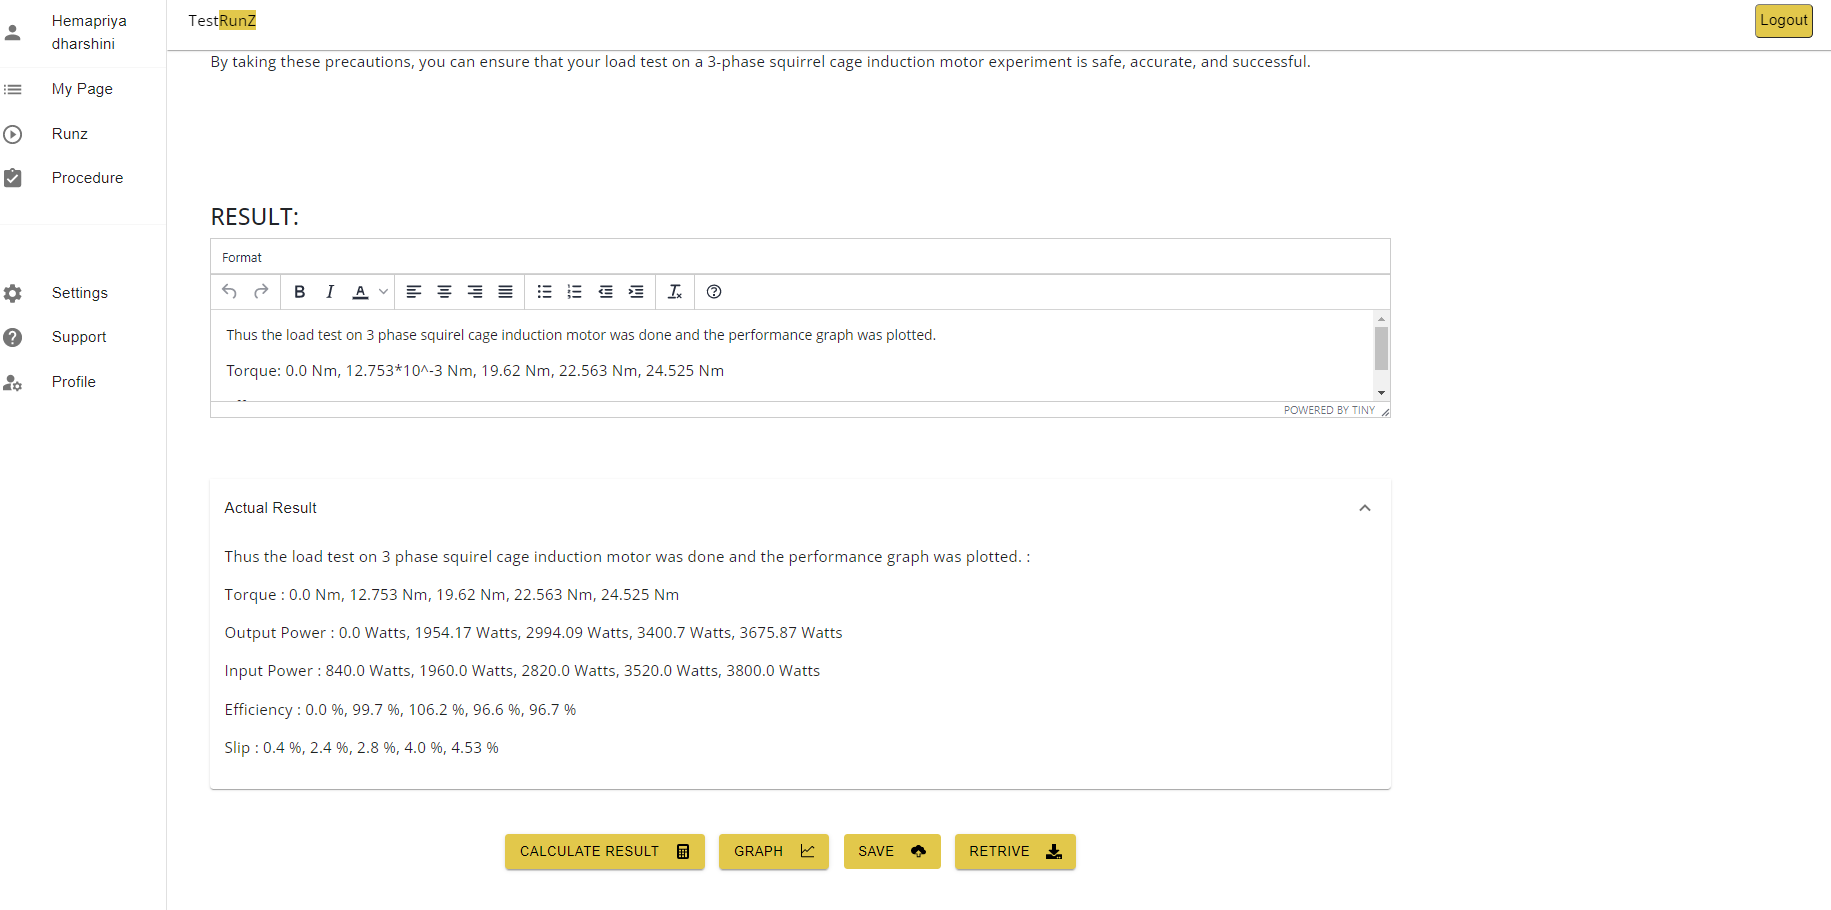 Hemapriya
dharshini
TestRunZ
Logout
My Page
Runz
Procedure
Settings
Support
Profile
By taking these precautions, you can ensure that your load test on a 3-phase squirrel cage induction motor experiment is safe, accurate, and successful.
RESULT:
Format
B I A
Thus the load test on 3 phase squirel cage induction motor was done and the performance graph was plotted.
Torque: 0.0 Nm, 12.753*10^-3 Nm, 19.62 Nm, 22.563 Nm, 24.525 Nm
POWERED BY TINY
Actual Result
Thus the load test on 3 phase squirel cage induction motor was done and the performance graph was plotted. :
Torque : 0.0 Nm, 12.753 Nm, 19.62 Nm, 22.563 Nm, 24.525 Nm
Output Power : 0.0 Watts, 1954.17 Watts, 2994.09 Watts, 3400.7 Watts, 3675.87 Watts
Input Power : 840.0 Watts, 1960.0 Watts, 2820.0 Watts, 3520.0 Watts, 3800.0 Watts
Efficiency : 0.0 %, 99.7 %, 106.2 %, 96.6 %, 96.7 %
Slip : 0.4 %, 2.4 %, 2.8 %, 4.0 %, 4.53 %
CALCULATE RESULT
GRAPH
SAVE
RETRIVE